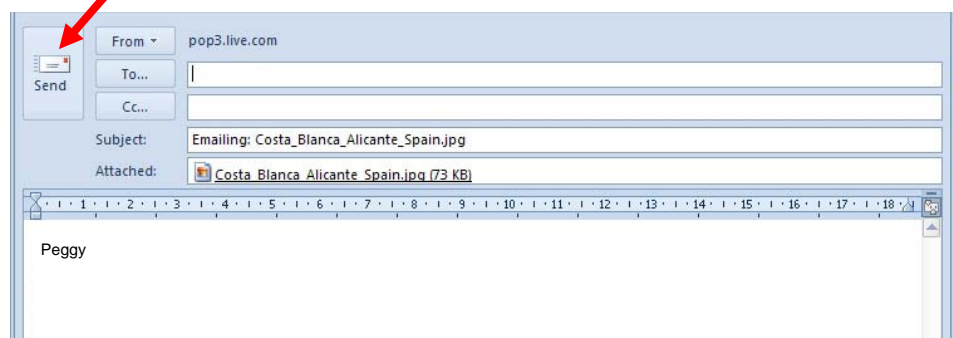 From
pop3.live.com
To...
Send
Cc...
Subject:
Emailing: Costa_Blanca_Alicante_Spain.jpg
Attached:
Costa_Blanca_Alicante_Spain.jpg (73 KB)
1 2 3 4 5 6 7 8 9 10 11 12 13 14 15 16 17 18
Peggy